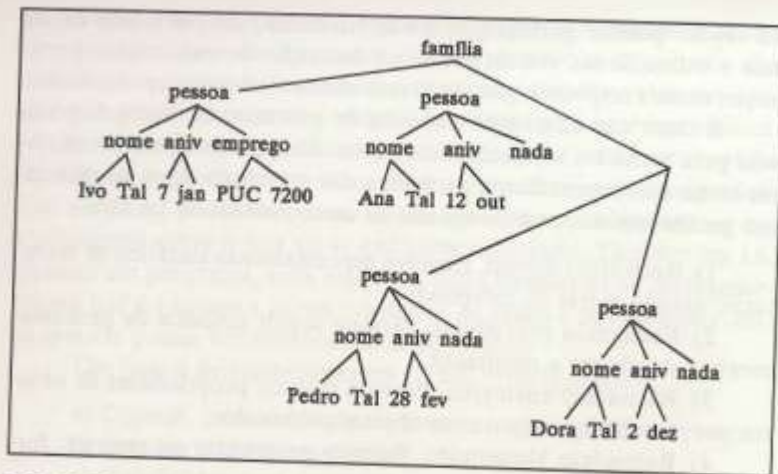 família
pessoa pessoa
nome aniv emprego nome aniv nada
Ivo Tal 7 jan PUC 7200 Ana Tal 12 out
pessoa pessoa
nome aniv nada nome aniv nada
Pedro Tal 28 fev Dora Tal 2 dez